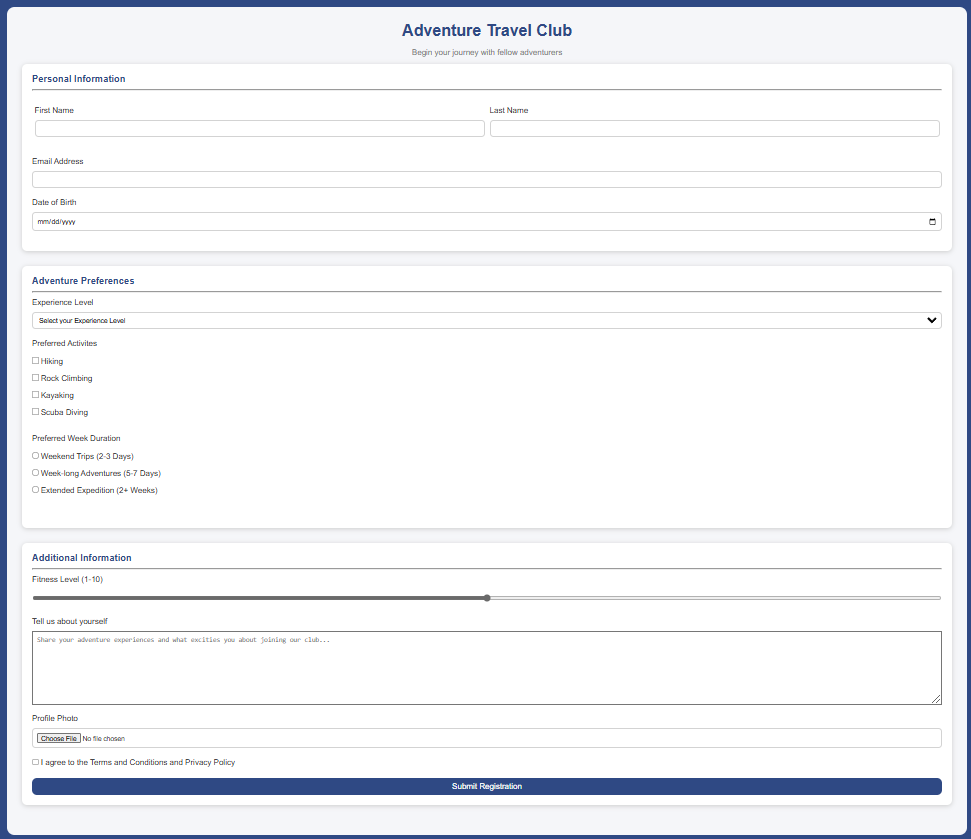 Adventure Travel Club
Begin your journey with fellow adventurers
Personal Information
First Name
Last Name
Email Address
Date of Birth
mm/dd/yyyy
Adventure Preferences
Experience Level
Select your Experience Level
Preferred Activites
Hiking
Rock Climbing
Kayaking
Scuba Diving
Preferred Week Duration
Weekend Trips (2-3 Days)
Week-long Adventures (5-7 Days)
Extended Expedition (2+ Weeks)
Additional Information
Fitness Level (1-10)
Tell us about yourself
Share your adventure experiences and what excities you about joining our club...
Profile Photo
Choose File No file chosen
I agree to the Terms and Conditions and Privacy Policy
Submit Registration